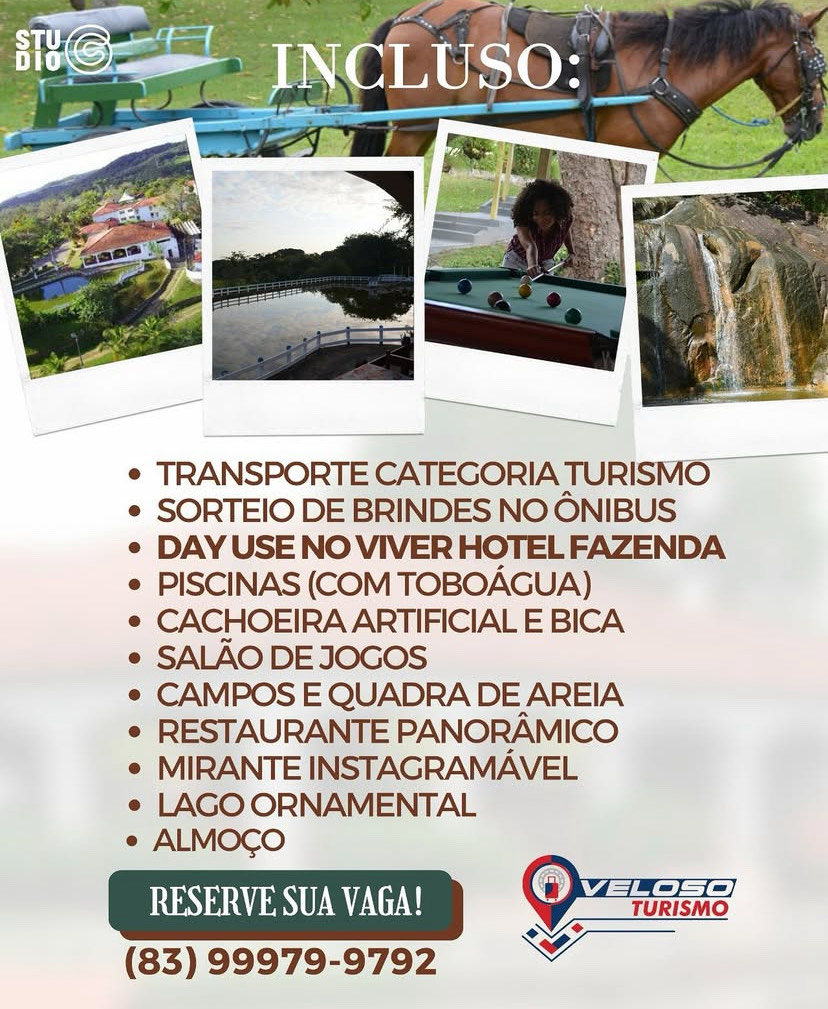 STU
DIO
INCLUSO:
• TRANSPORTE CATEGORIA TURISMO
• SORTEIO DE BRINDES NO ÔNIBUS
• DAY USE NO VIVER HOTEL FAZENDA
• PISCINAS (COM TOBOÁGUA)
• CACHOEIRA ARTIFICIAL E BICA
• SALÃO DE JOGOS
• CAMPOS E QUADRA DE AREIA
• RESTAURANTE PANORÂMICO
• MIRANTE INSTAGRAMÁVEL
• LAGO ORNAMENTAL
• ALMOÇO
RESERVE SUA VAGA!
(83) 99979-9792
VELOSO
TURISMO